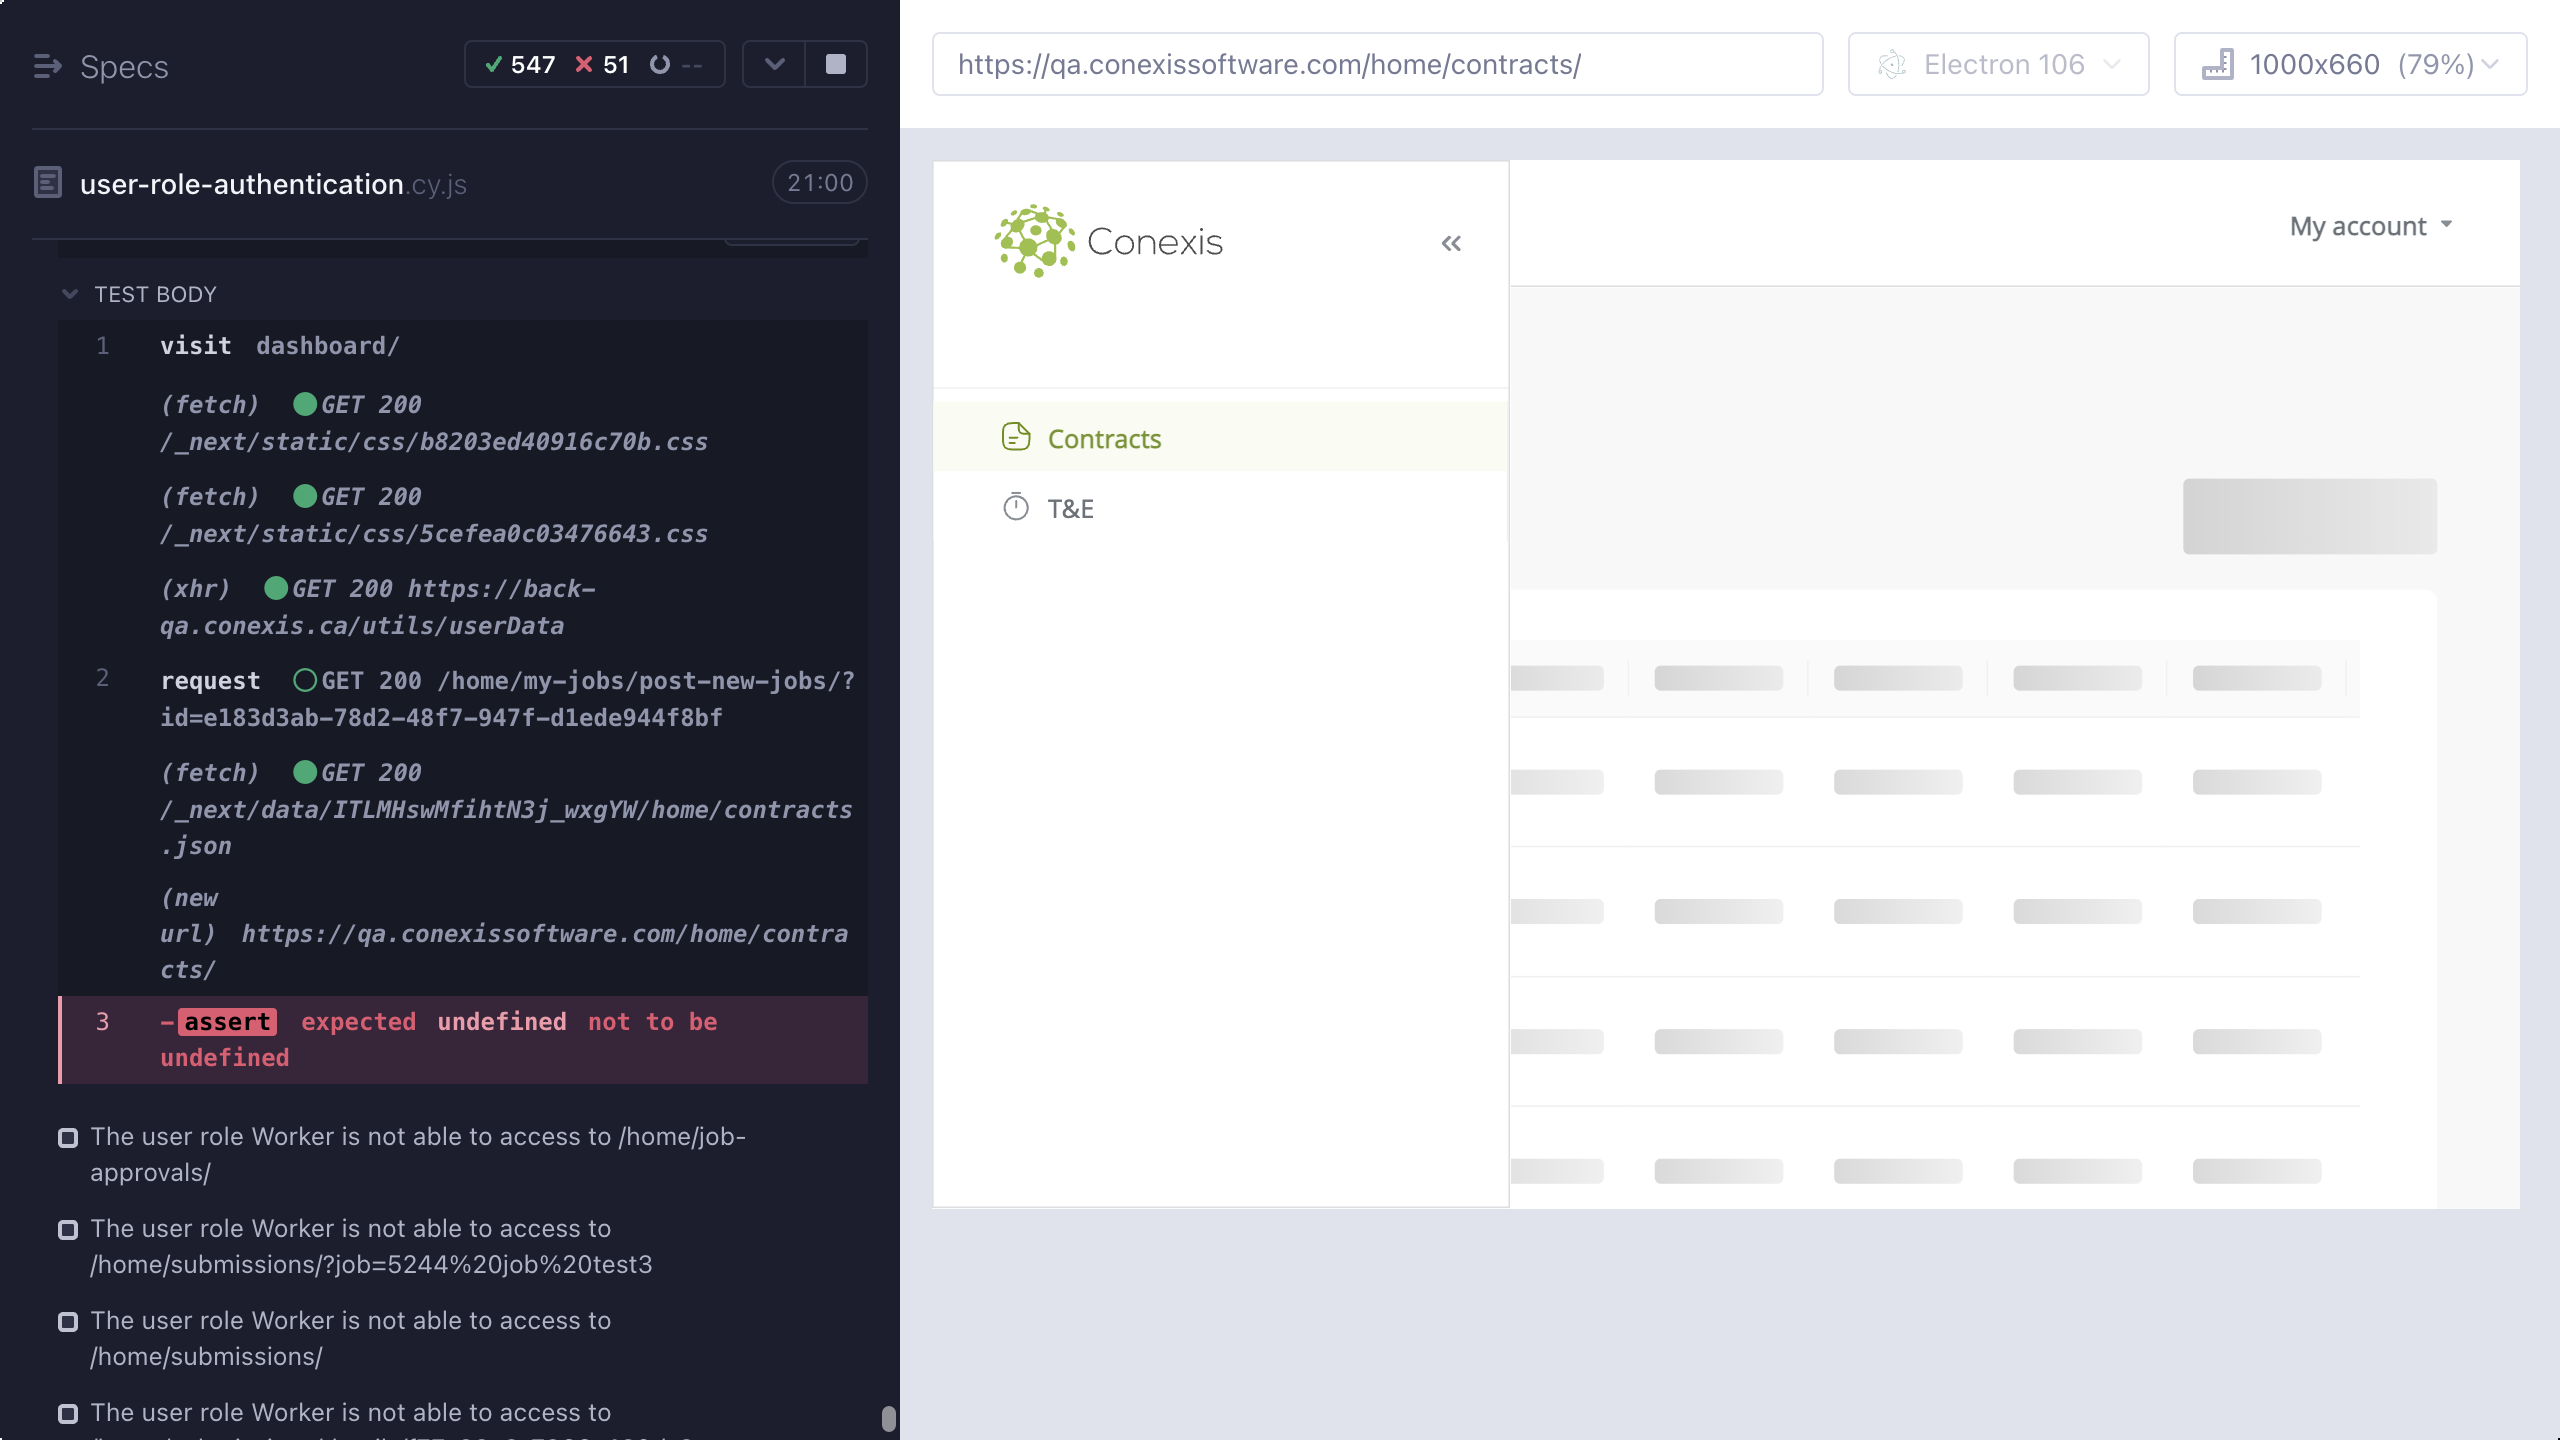 Specs
547
51
--
user-role-authentication.cy.js
21:00
TEST BODY
1 visit dashboard/
(fetch) GET 200
/_next/static/css/b8203ed40916c70b.css
(fetch) GET 200
/_next/static/css/5cefea0c03476643.css
(xhr) GET 200 https://back-
qa.conexis.ca/utils/userData
2 request GET 200 /home/my-jobs/post-new-jobs/?
id=e183d3ab-78d2-48f7-947f-d1ede944f8bf
(fetch) GET 200
/_next/data/ITLMHswMfihtN3j_wxgYW/home/contracts
.json
(new
url) https://qa.conexissoftware.com/home/contra
cts/
3 -assert expected undefined not to be
undefined
The user role Worker is not able to access to /home/job-
approvals/
The user role Worker is not able to access to
/home/submissions/?job=5244%20job%20test3
The user role Worker is not able to access to
/home/submissions/
The user role Worker is not able to access to
https://qa.conexissoftware.com/home/contracts/
Electron 106
1000x660 (79%)
Conexis
«
My account
Contracts
T&E